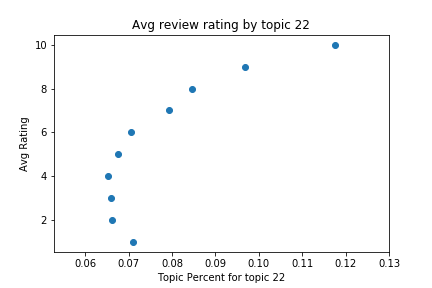 Avg review rating by topic 22
10
8
6
4
2
Avg Rating
0.06 0.07 0.08 0.09 0.10 0.11 0.12 0.13
Topic Percent for topic 22